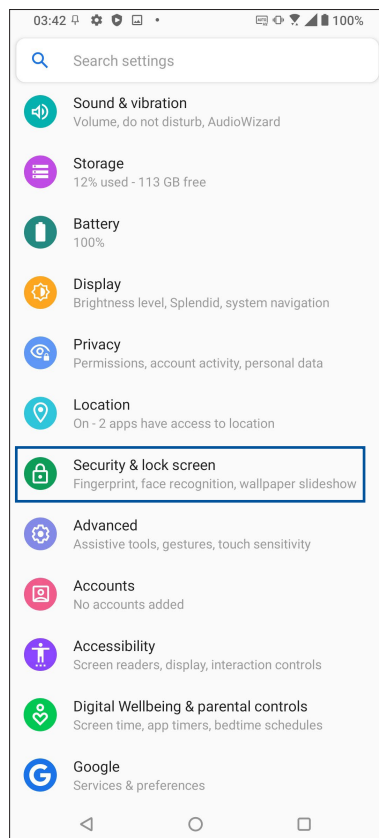 03:42 100%
Search settings
Sound & vibration
Volume, do not disturb, AudioWizard
Storage
12% used - 113 GB free
Battery
100%
Display
Brightness level, Splendid, system navigation
Privacy
Permissions, account activity, personal data
Location
On - 2 apps have access to location
Security & lock screen
Fingerprint, face recognition, wallpaper slideshow
Advanced
Assistive tools, gestures, touch sensitivity
Accounts
No accounts added
Accessibility
Screen readers, display, interaction controls
Digital Wellbeing & parental controls
Screen time, app timers, bedtime schedules
Google
Services & preferences